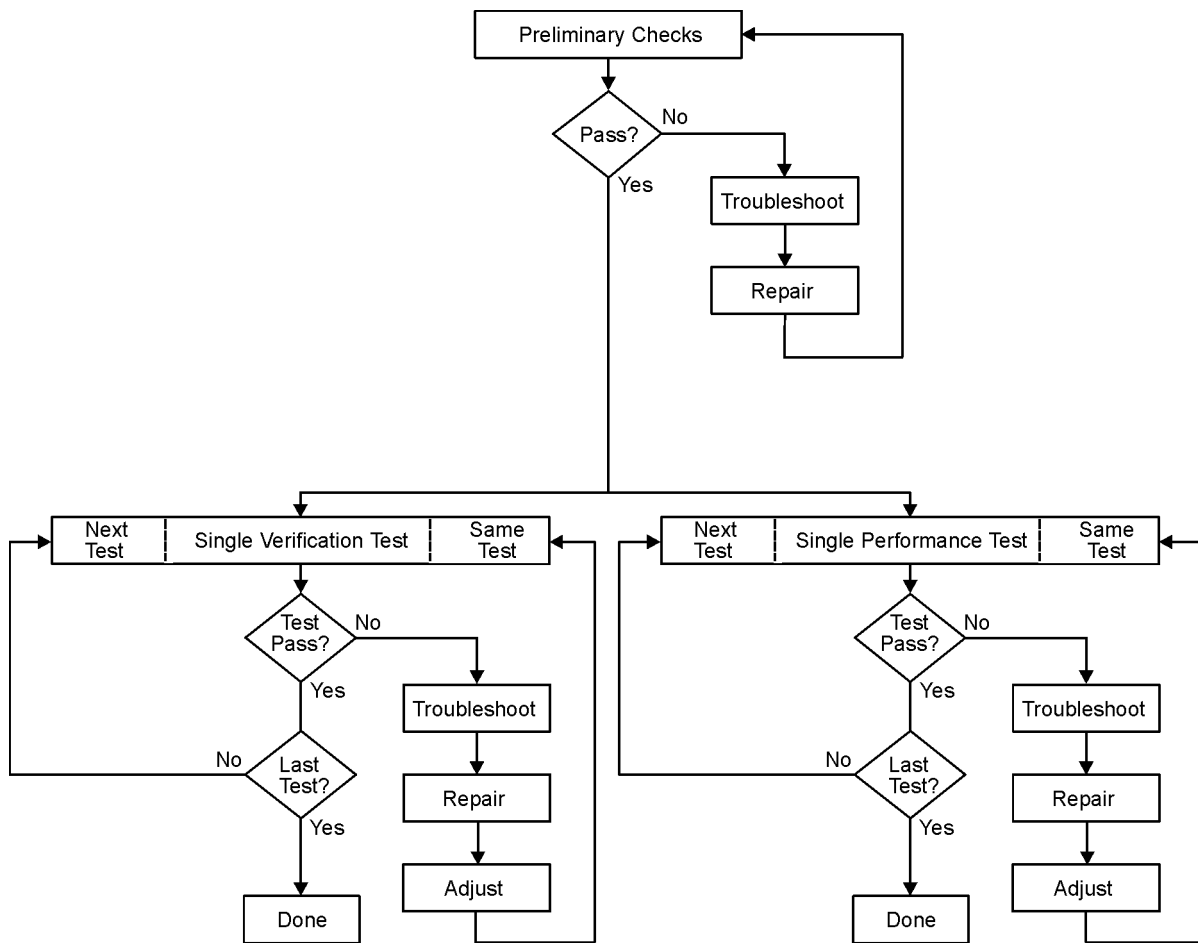 Preliminary Checks
Pass?
No
Yes
Troubleshoot
Repair
Next
Test
Single Verification Test
Same
Test
Test
Pass?
No
Yes
Troubleshoot
No
Last
Test?
Repair
Yes
Adjust
Done
Next
Test
Single Performance Test
Same
Test
Test
Pass?
No
Yes
Troubleshoot
No
Last
Test?
Repair
Yes
Adjust
Done